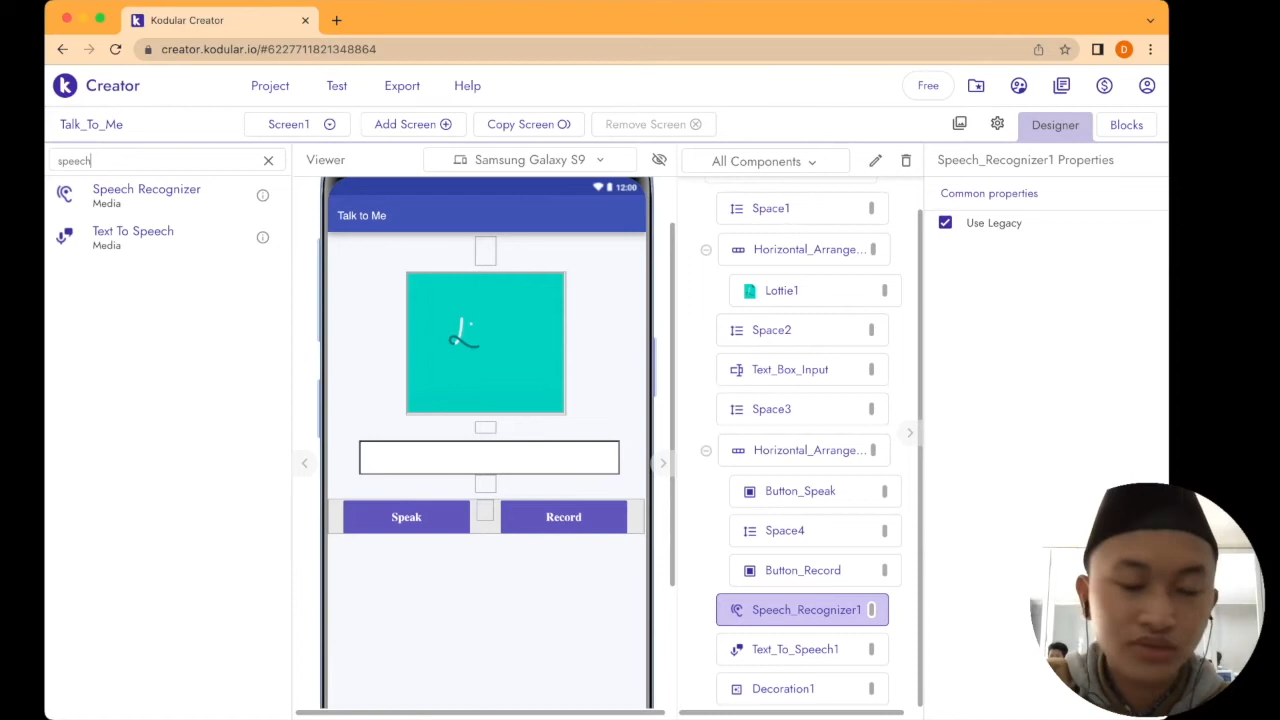 Kodular Creator
creator.kodular.io/#6227711821348864
D
k Creator
Project
Test
Export
Help
Free
Talk_To_Me
Screen1
Add Screen
Copy Screen
Remove Screen
Designer
Blocks
speech
Viewer
Samsung Galaxy S9
All Components
Speech_Recognizer1 Properties
Speech Recognizer
Media
Text To Speech
Media
12:00
Talk to Me
Speak
Record
Space1
Horizontal_Arrange...
Lottie1
Space2
Text_Box_Input
Space3
Horizontal_Arrange...
Button_Speak
Space4
Button_Record
Speech_Recognizer1
Text_To_Speech1
Decoration1
Common properties
Use Legacy